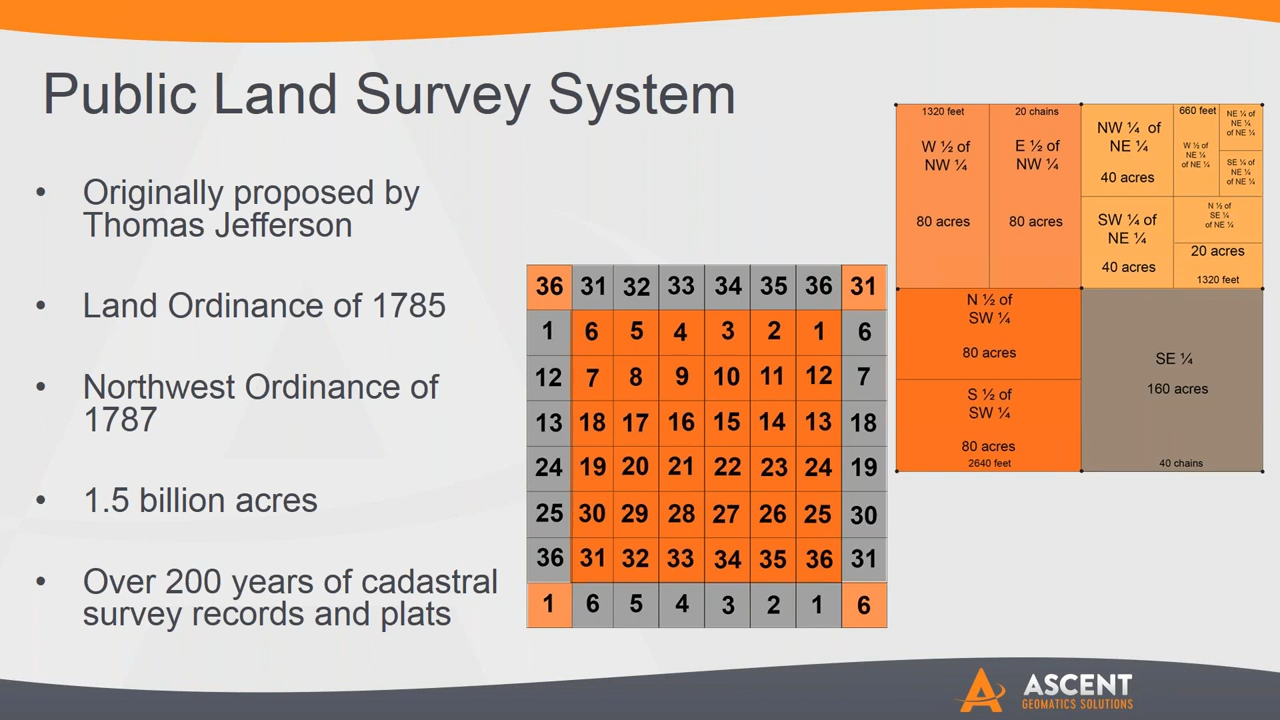 Public Land Survey System
• Originally proposed by
Thomas Jefferson
• Land Ordinance of 1785
• Northwest Ordinance of
1787
• 1.5 billion acres
• Over 200 years of cadastral
survey records and plats
36 31 32 33 34 35 36 31
1 6 5 4 3 2 1 6
12 7 8 9 10 11 12 7
13 18 17 16 15 14 13 18
24 19 20 21 22 23 24 19
25 30 29 28 27 26 25 30
36 31 32 33 34 35 36 31
1 6 5 4 3 2 1 6
1320 feet
W ½ of
NW ¼
80 acres
20 chains
E ½ of
NW ¼
80 acres
NW ¼ of
NE ¼
40 acres
660 feet
W ½ of
NE ¼
of NE ¼
NE ¼ of
NE ¼
of NE ¼
SE ¼ of
NE ¼
of NE ¼
SW ¼ of
NE ¼
40 acres
N ½ of
SE ¼
of NE ¼
20 acres
1320 feet
N ½ of
SW ¼
80 acres
S ½ of
SW ¼
80 acres
2640 feet
SE ¼
160 acres
40 chains
ASCENT
GEOMATICS SOLUTIONS